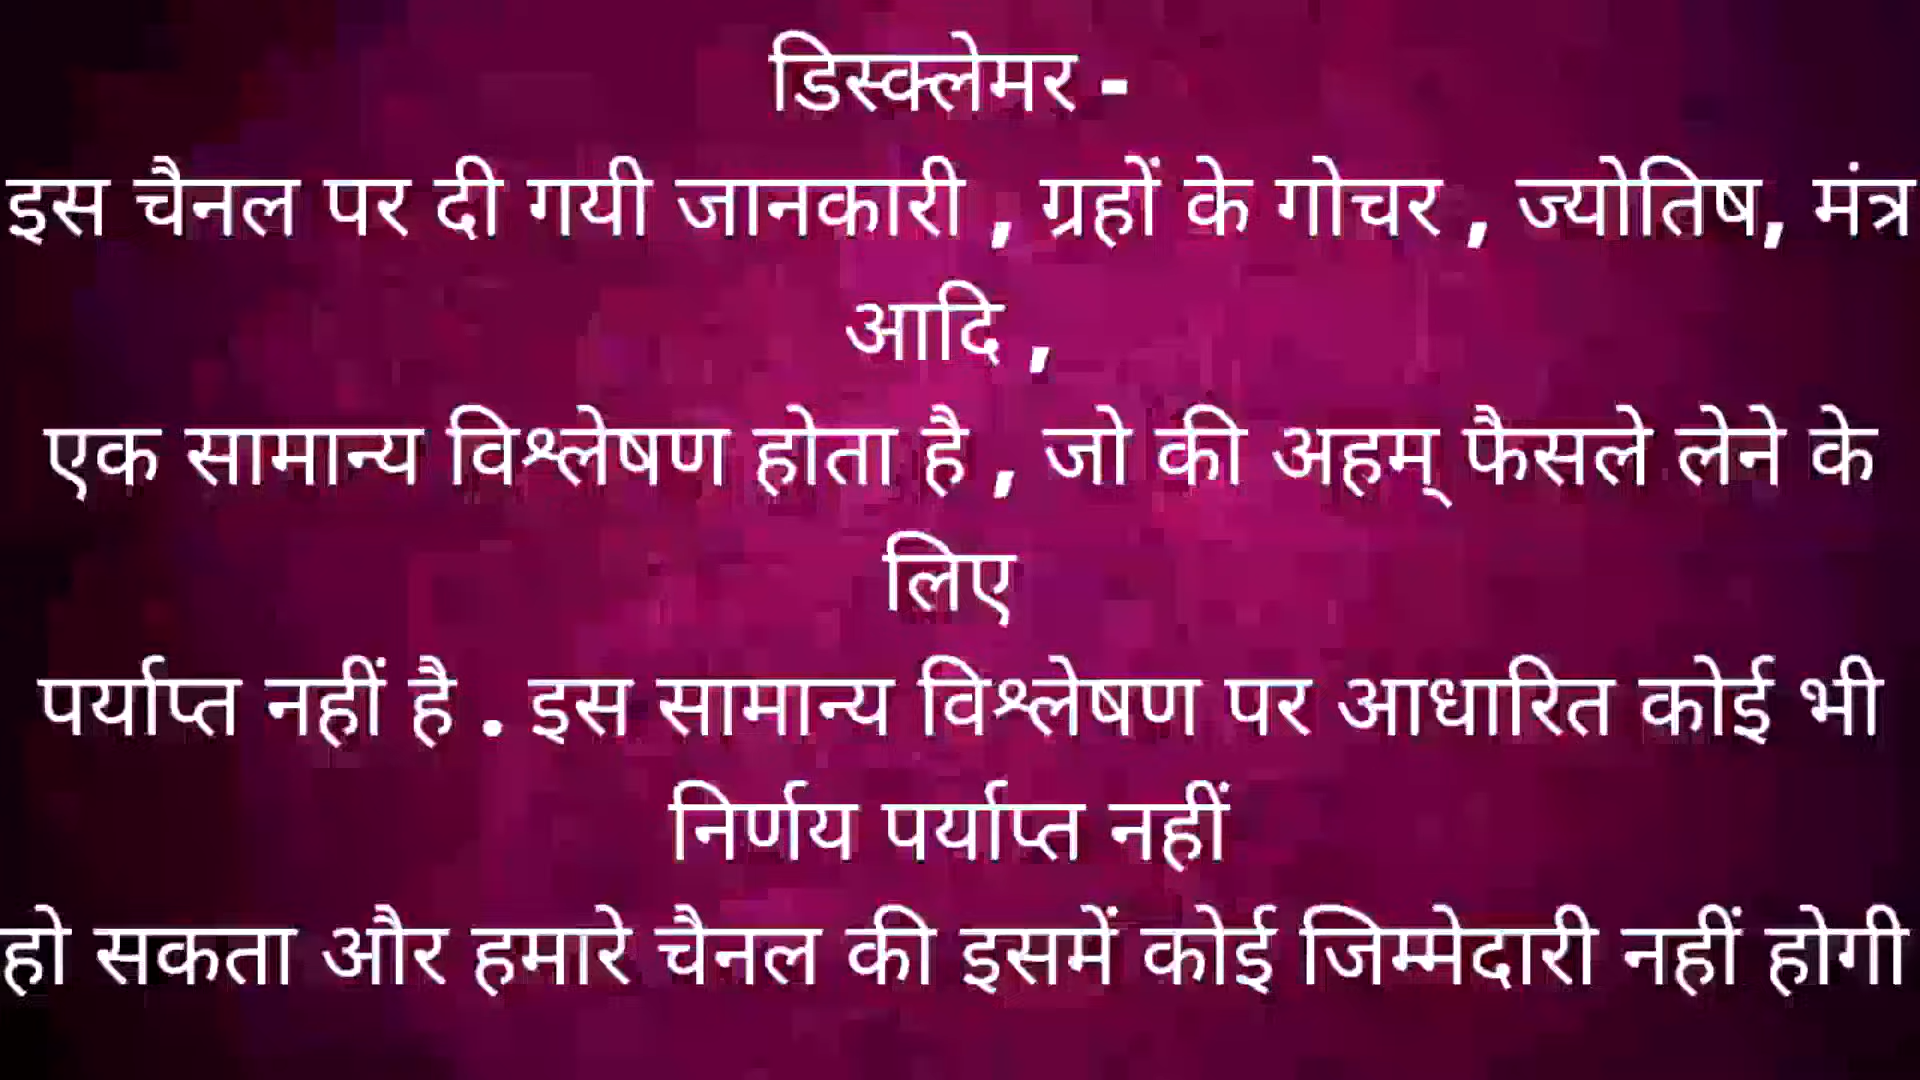 डिस्क्लेमर -
इस चैनल पर दी गयी जानकारी , ग्रहों के गोचर , ज्योतिष, मंत्र
आदि ,
एक सामान्य विश्लेषण होता है , जो की अहम् फैसले लेने के
लिए
पर्याप्त नहीं है . इस सामान्य विश्लेषण पर आधारित कोई भी
निर्णय पर्याप्त नहीं
हो सकता और हमारे चैनल की इसमें कोई जिम्मेदारी नहीं होगी